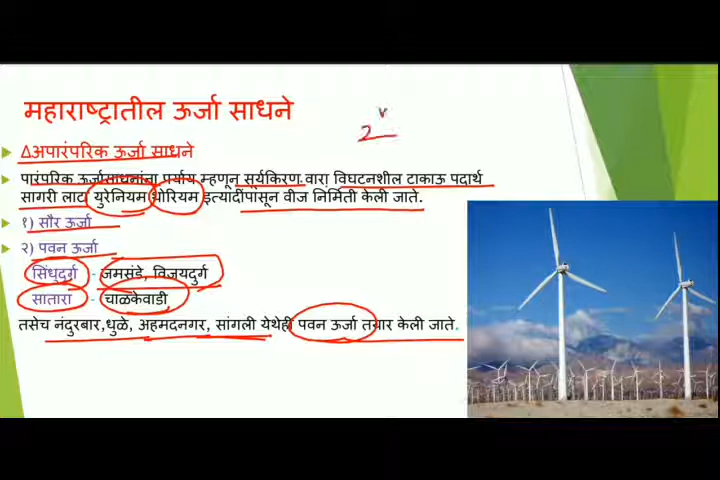 महाराष्ट्रातील ऊर्जा साधने
२
∆अपारंपरिक ऊर्जा साधने
पारंपरिक ऊर्जासाधनांना पर्याय म्हणून सूर्यकिरण,वारा विघटनशील टाकाऊ पदार्थ
सागरी लाटा युरेनियम थोरियम इत्यादींपासून वीज निर्मिती केली जाते.
१) सौर ऊर्जा
२) पवन ऊर्जा
सिंधुदुर्ग - जामसंडे, विजयदुर्ग
सातारा - चाळकेवाडी
तसेच नंदुरबार,धुळे, अहमदनगर, सांगली येथेही पवन ऊर्जा तयार केली जाते.